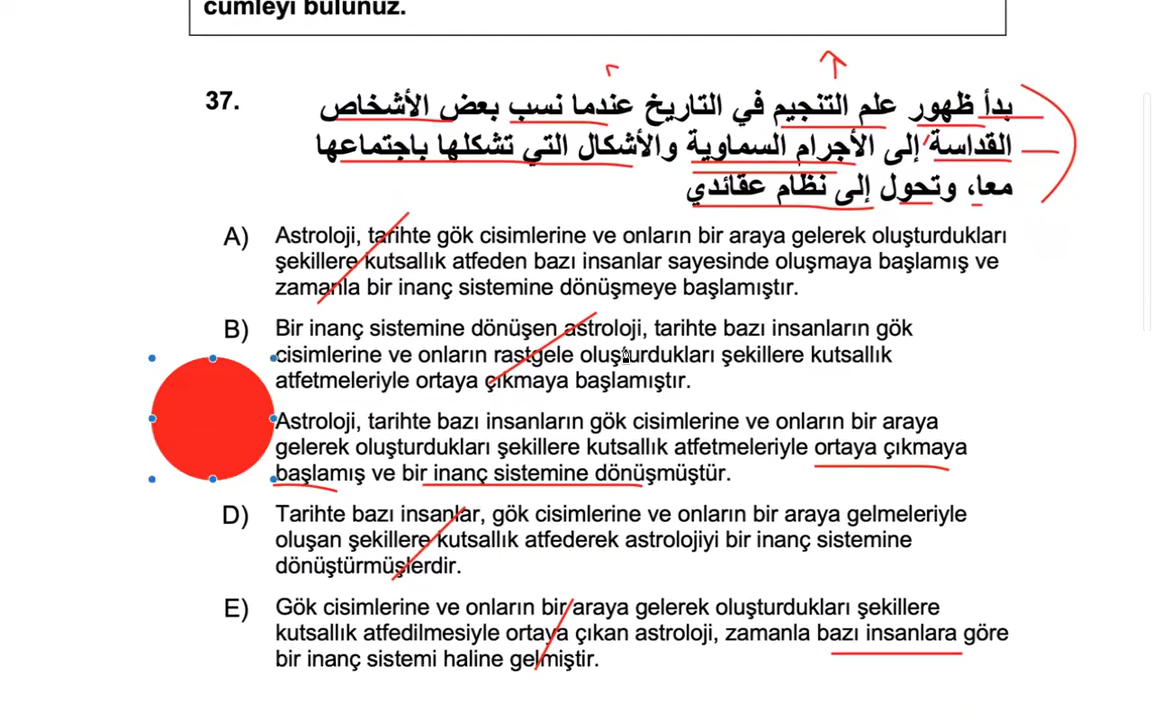 cümleyi bulunuz.
37.
بدأ ظهور علم التنجيم في التاريخ عندما نسب بعض الأشخاص
القداسة إلى الأجرام السماوية والأشكال التي تشكلها باجتماعها
معا، وتحول إلى نظام عقائدي
A) Astroloji, tarihte gök cisimlerine ve onların bir araya gelerek oluşturdukları
şekillere kutsallık atfeden bazı insanlar sayesinde oluşmaya başlamış ve
zamanla bir inanç sistemine dönüşmeye başlamıştır.
B) Bir inanç sistemine dönüşen astroloji, tarihte bazı insanların gök
cisimlerine ve onların rastgele oluşturdukları şekillere kutsallık
atfetmeleriyle ortaya çıkmaya başlamıştır.
Astroloji, tarihte bazı insanların gök cisimlerine ve onların bir araya
gelerek oluşturdukları şekillere kutsallık atfetmeleriyle ortaya çıkmaya
başlamış ve bir inanç sistemine dönüşmüştür.
D) Tarihte bazı insanlar, gök cisimlerine ve onların bir araya gelmeleriyle
oluşan şekillere kutsallık atfederek astrolojiyi bir inanç sistemine
dönüştürmüşlerdir.
E) Gök cisimlerine ve onların bir araya gelerek oluşturdukları şekillere
kutsallık atfedilmesiyle ortaya çıkan astroloji, zamanla bazı insanlara göre
bir inanç sistemi haline gelmiştir.